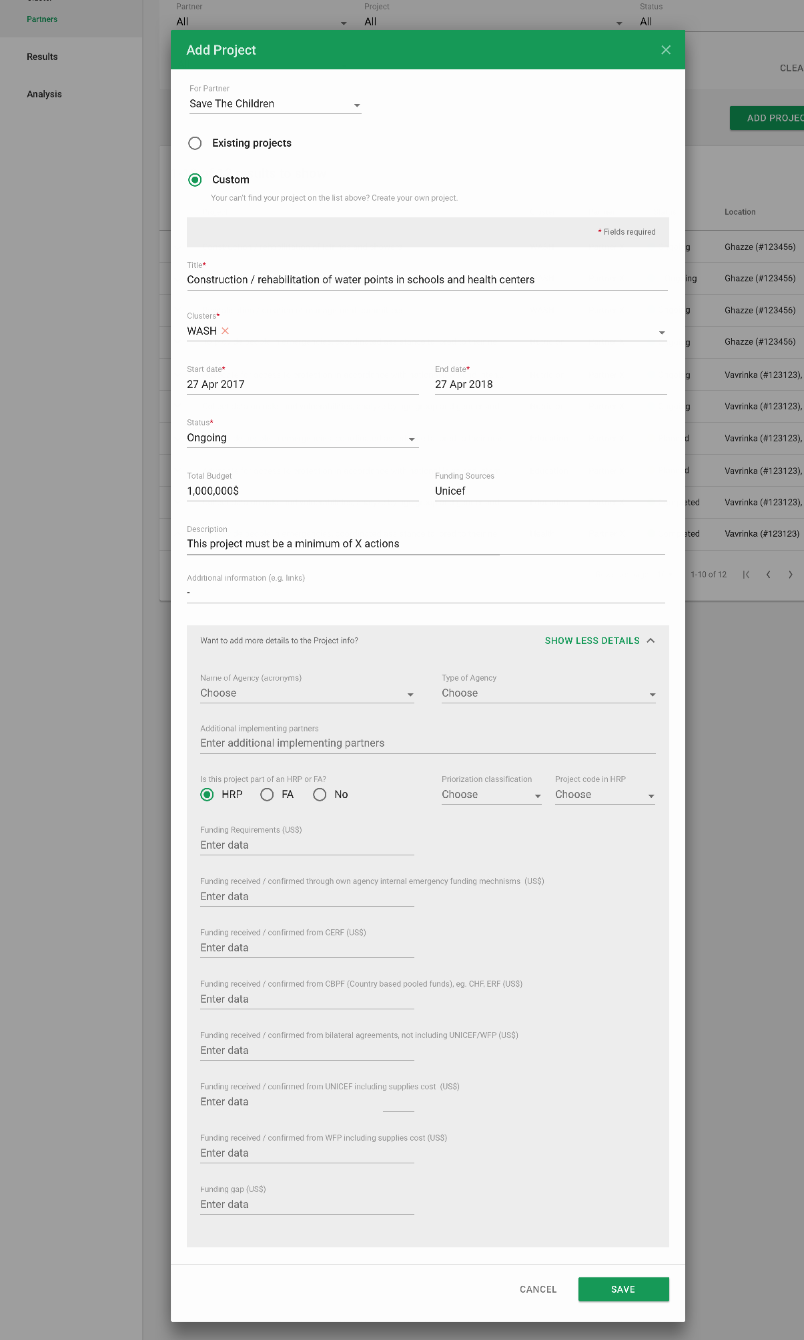 Partners
Results
Analysis
Partner
All
Project
All
Status
All
Add Project
For Partner
Save The Children
Existing projects
Custom
Your can't find your project on the list above? Create your own project.
* Fields required
Title*
Construction / rehabilitation of water points in schools and health centers
Clusters*
WASH
Start date*
27 Apr 2017
End date*
27 Apr 2018
Status*
Ongoing
Total Budget
1,000,000$
Funding Sources
Unicef
Description
This project must be a minimum of X actions
Additional information (e.g. links)
-
Want to add more details to the Project info?
SHOW LESS DETAILS
Name of Agency (acronyms)
Choose
Type of Agency
Choose
Additional implementing partners
Enter additional implementing partners
Is this project part of an HRP or FA?
HRP
FA
No
Priorization classification
Choose
Project code in HRP
Choose
Funding Requirements (US$)
Enter data
Funding received / confirmed through own agency internal emergency funding mechnisms (US$)
Enter data
Funding received / confirmed from CERF (US$)
Enter data
Funding received / confirmed from CBPF (Country based pooled funds), eg. CHF. ERF (US$)
Enter data
Funding received / confirmed from bilateral agreements, not including UNICEF/WFP (US$)
Enter data
Funding received / confirmed from UNICEF including supplies cost (US$)
Enter data
Funding received / confirmed from WFP including supplies cost (US$)
Enter data
Funding gap (US$)
Enter data
CANCEL
SAVE
CLEA
ADD PROJEC
Location
g Ghazze (#123456)
ing Ghazze (#123456)
g Ghazze (#123456)
g Ghazze (#123456)
g Vavrinka (#123123),
g Vavrinka (#123123),
d Vavrinka (#123123),
d Vavrinka (#123123),
eted Vavrinka (#123123),
eted Vavrinka (#123123)
1-10 of 12